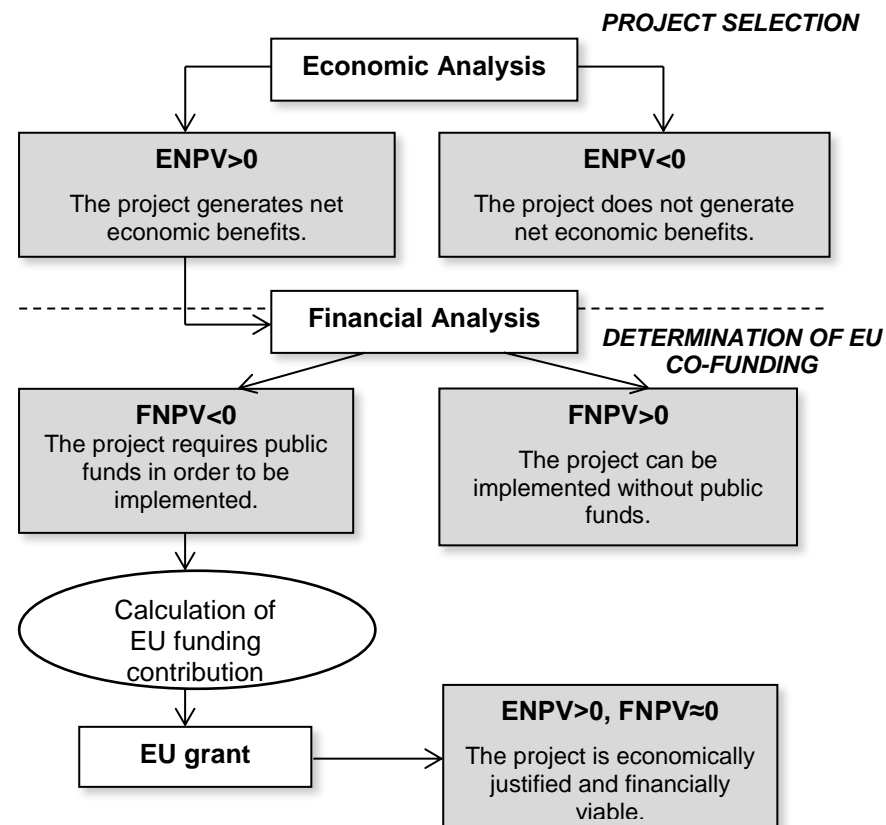 PROJECT SELECTION
Economic Analysis
ENPV>0
The project generates net
economic benefits.
ENPV<0
The project does not generate
net economic benefits.
Financial Analysis
DETERMINATION OF EU
CO-FUNDING
FNPV<0
The project requires public
funds in order to be
implemented.
FNPV>0
The project can be
implemented without public
funds.
Calculation of
EU funding
contribution
EU grant
ENPV>0, FNPV≈0
The project is economically
justified and financially
viable.